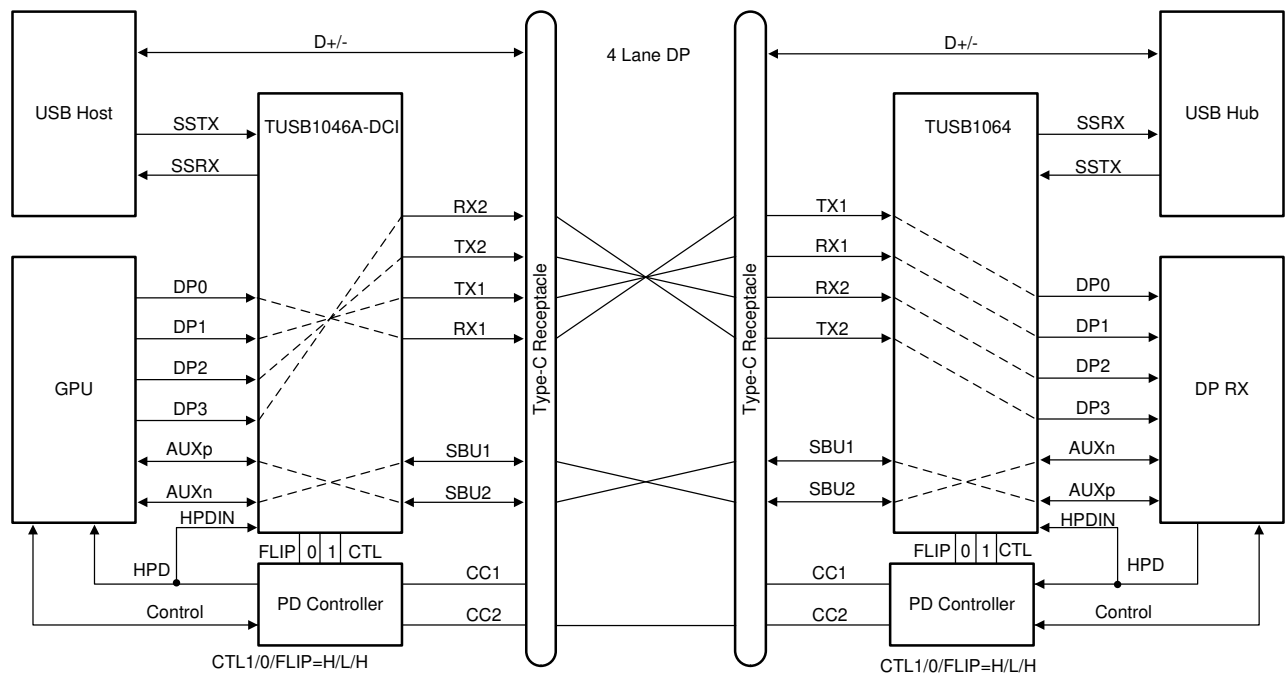 D+/-
4 Lane DP
D+/-
USB Host
SSTX
SSRX
TUSB1046A-DCI
TUSB1064
SSRX
SSTX
USB Hub
RX2
TX2
TX1
RX1
Type-C Receptacle
Type-C Receptacle
TX1
RX1
RX2
TX2
GPU
DP0
DP1
DP2
DP3
AUXp
AUXn
HPDIN
SBU1
SBU2
SBU1
SBU2
DP0
DP1
DP2
DP3
AUXn
AUXp
HPDIN
DP RX
FLIP 0 1 CTL
FLIP 0 1 CTL
HPD
Control
PD Controller
CC1
CC2
CC1
CC2
PD Controller
HPD
Control
CTL1/0/FLIP=H/L/H
CTL1/0/FLIP=H/L/H